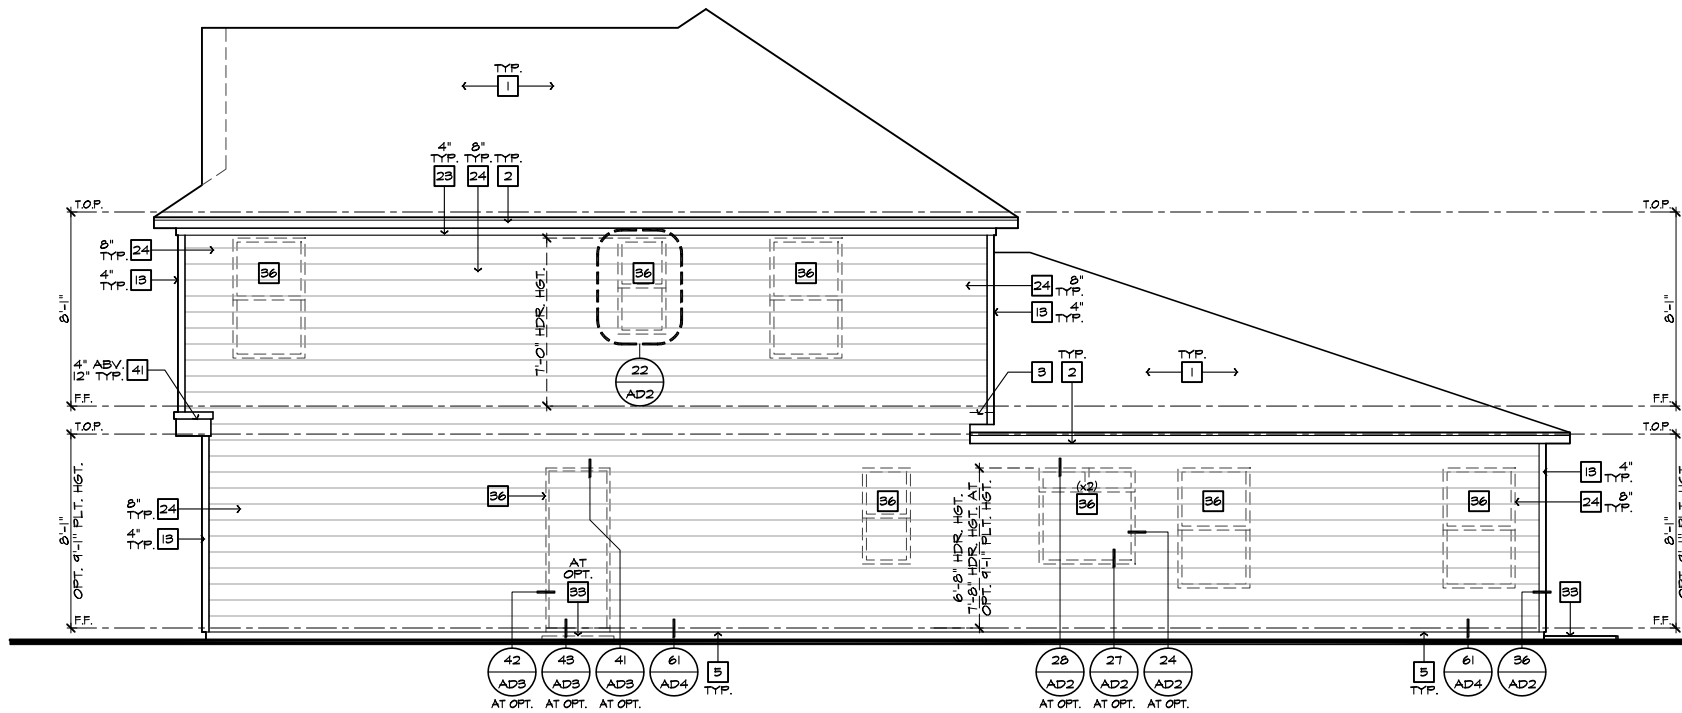 TYP.
1
4"
TYP.
23
8"
TYP.
24
TYP.
2
T.O.P.
T.O.P.
8"
TYP.
24
4"
TYP.
13
36
36
36
24
8"
TYP.
13
4"
TYP.
8'-1"
7'-0" HDR. HGT.
8'-1"
4" ABV.
12" TYP.
41
22
AD2
3
TYP.
2
TYP.
1
F.F.
F.F.
T.O.P.
T.O.P.
8'-1"
OPT. 9'-1" PLT. HGT.
36
36
(x2)
36
36
36
13
4"
TYP.
24
8"
TYP.
8"
TYP.
24
4"
TYP.
13
6'-8" HDR. HGT.
7'-8" HDR. HGT. AT
OPT. 9'-1" PLT. HGT.
8'-1"
OPT. 9'-1" PLT. HGT.
AT
OPT.
33
33
F.F.
F.F.
42
AD3
AT OPT.
43
AD3
AT OPT.
41
AD3
AT OPT.
61
AD4
5
TYP.
28
AD2
AT OPT.
27
AD2
AT OPT.
24
AD2
AT OPT.
5
TYP.
61
AD4
36
AD2